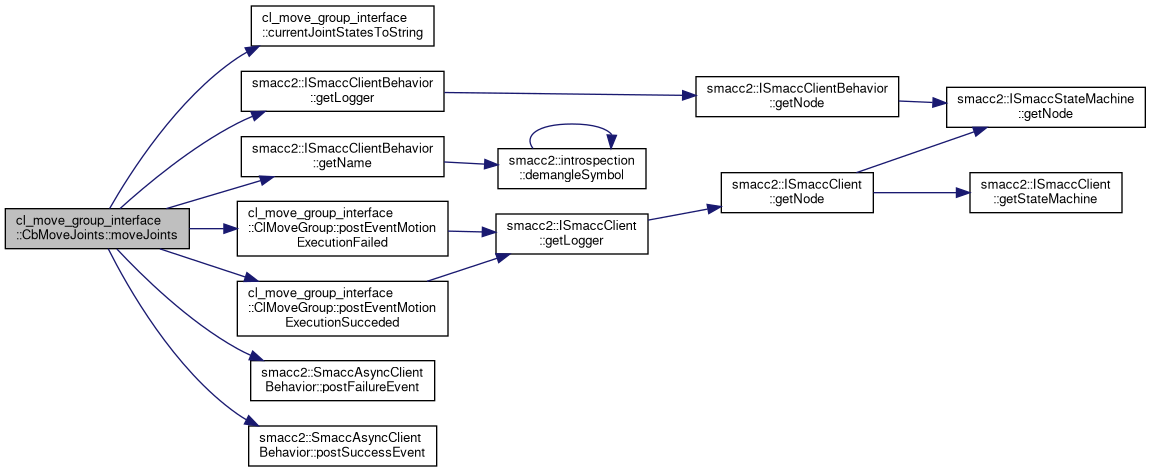 cl_move_group_interface
::CbMoveJoints::moveJoints
cl_move_group_interface
::currentJointStatesToString
smacc2::ISmaccClientBehavior
::getLogger
smacc2::ISmaccClientBehavior
::getName
cl_move_group_interface
::ClMoveGroup::postEventMotion
ExecutionFailed
cl_move_group_interface
::ClMoveGroup::postEventMotion
ExecutionSucceded
smacc2::SmaccAsyncClient
Behavior::postFailureEvent
smacc2::SmaccAsyncClient
Behavior::postSuccessEvent
smacc2::introspection
::demangleSymbol
smacc2::ISmaccClient
::getLogger
smacc2::ISmaccClientBehavior
::getNode
smacc2::ISmaccClient
::getNode
smacc2::ISmaccStateMachine
::getNode
smacc2::ISmaccClient
::getStateMachine